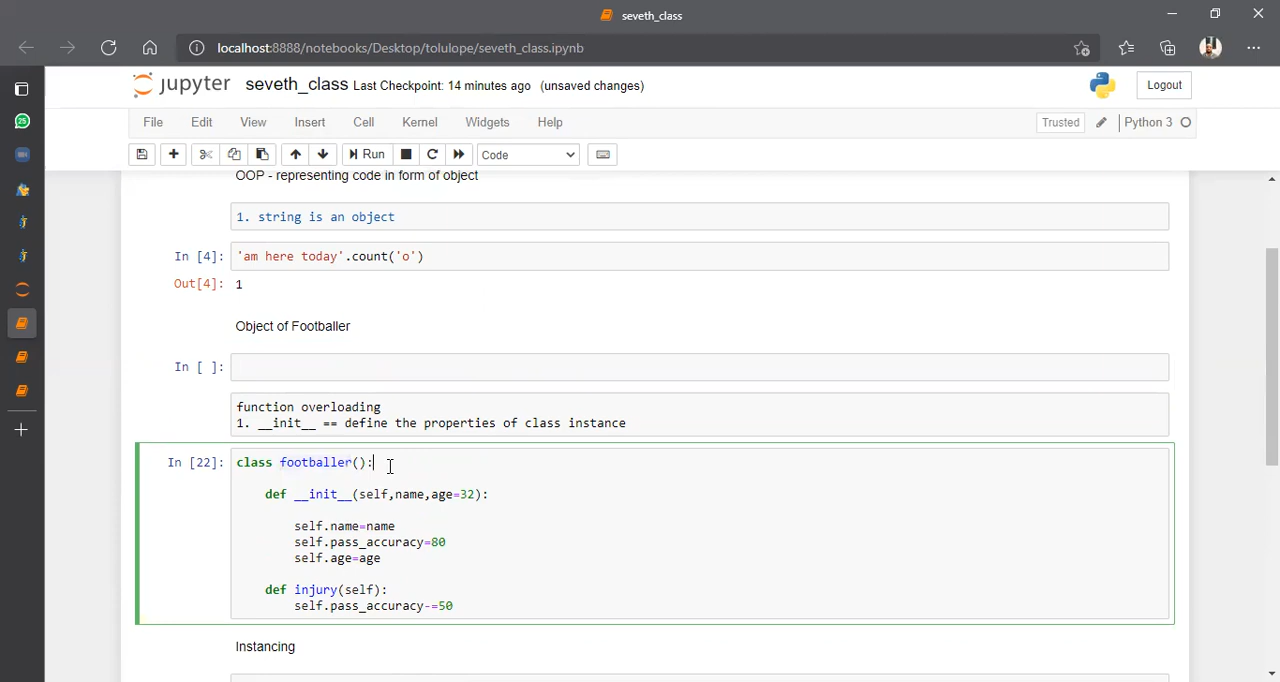 seveth_class
localhost:8888/notebooks/Desktop/tolulope/seveth_class.ipynb
jupyter seveth_class Last Checkpoint: 14 minutes ago (unsaved changes)
Logout
File Edit View Insert Cell Kernel Widgets Help
Trusted Python 3
Run Code
25
OOP - representing code in form of object
1. string is an object
In [4]: 'am here today'.count('o')
Out[4]: 1
Object of Footballer
In [ ]:
function overloading
1. __init__ == define the properties of class instance
In [22]: class footballer():
def __init__(self,name,age=32):
self.name=name
self.pass_accuracy=80
self.age=age
def injury(self):
self.pass_accuracy-=50
Instancing